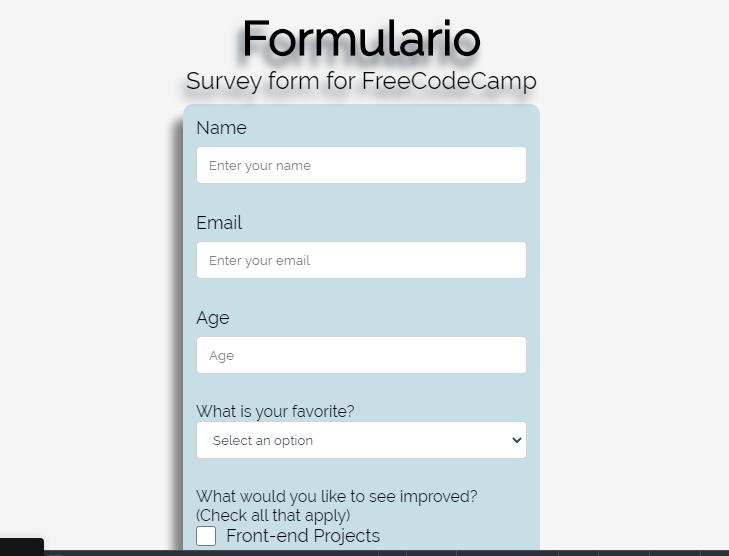 Formulario
Survey form for FreeCodeCamp
Name
Enter your name
Email
Enter your email
Age
Age
What is your favorite?
Select an option
What would you like to see improved?
(Check all that apply)
Front-end Projects